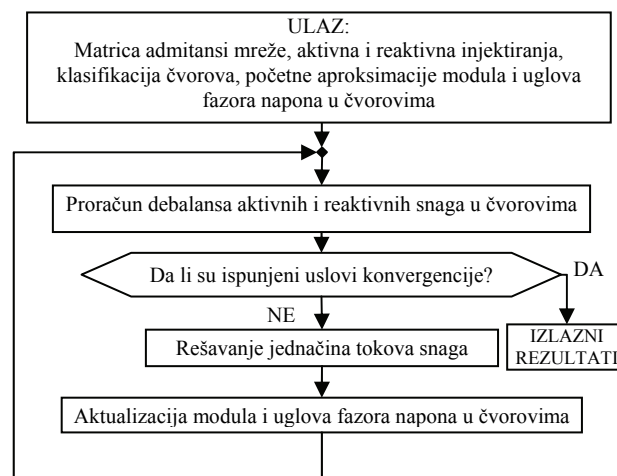 ULAZ:
Matrica admitansi mreže, aktivna i reaktivna injektiranja,
klasifikacija čvorova, početne aproksimacije modula i uglova
fazora napona u čvorovima
Proračun debalansa aktivnih i reaktivnih snaga u čvorovima
Da li su ispunjeni uslovi konvergencije?
DA
NE
IZLAZNI
REZULTATI
Rešavanje jednačina tokova snaga
Aktualizacija modula i uglova fazora napona u čvorovima